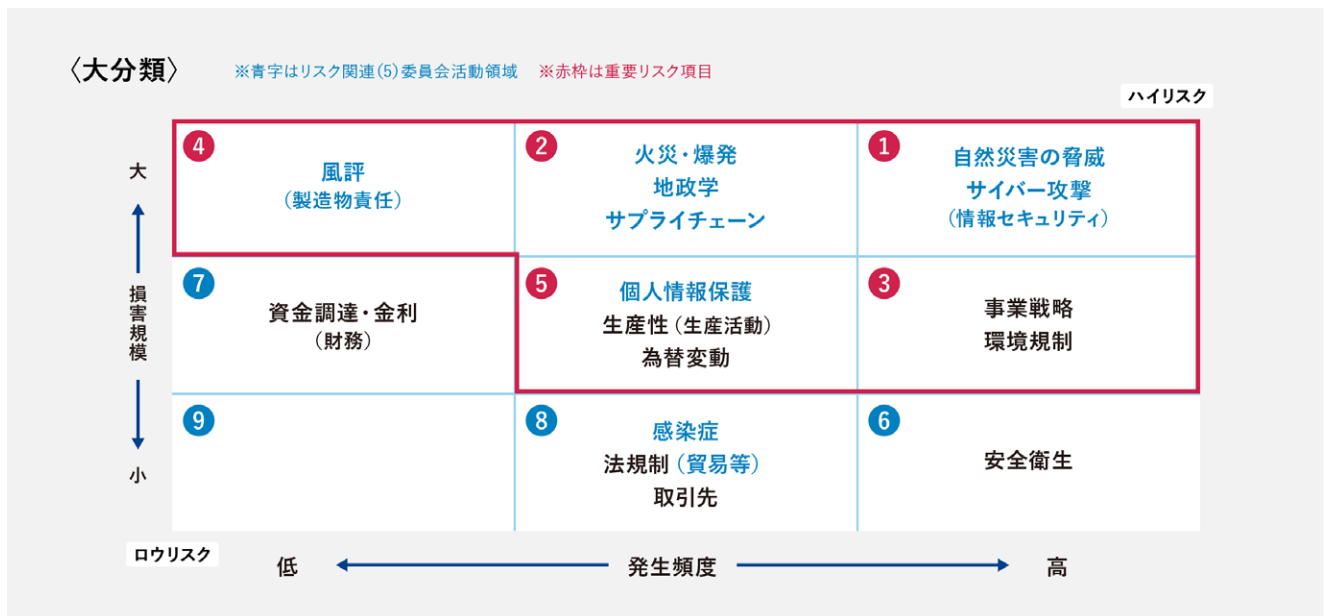 〈大分類〉
※青字はリスク関連(5)委員会活動領域 ※赤枠は重要リスク項目
ハイリスク
大
損害規模
小
4
風評
(製造物責任)
2
火災・爆発
地政学
サプライチェーン
1
自然災害の脅威
サイバー攻撃
(情報セキュリティ)
7
資金調達・金利
(財務)
5
個人情報保護
生産性(生産活動)
為替変動
3
事業戦略
環境規制
9
8
感染症
法規制(貿易等)
取引先
6
安全衛生
ロウリスク
低
発生頻度
高